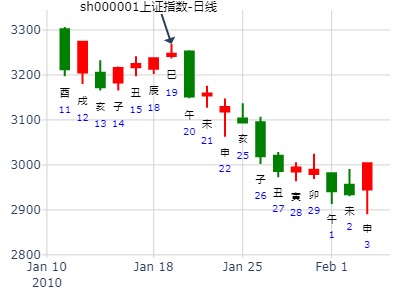 sh000001上证指数-日线
3300
3200
3100
3000
2900
2800
酉
11
戌
12
亥
13
子
14
丑
15
辰
18
巳
19
午
20
未
21
申
22
亥
25
子
26
丑
27
寅
28
卯
29
午
1
未
2
申
3
Jan 10
2010
Jan 18
Jan 25
Feb 1